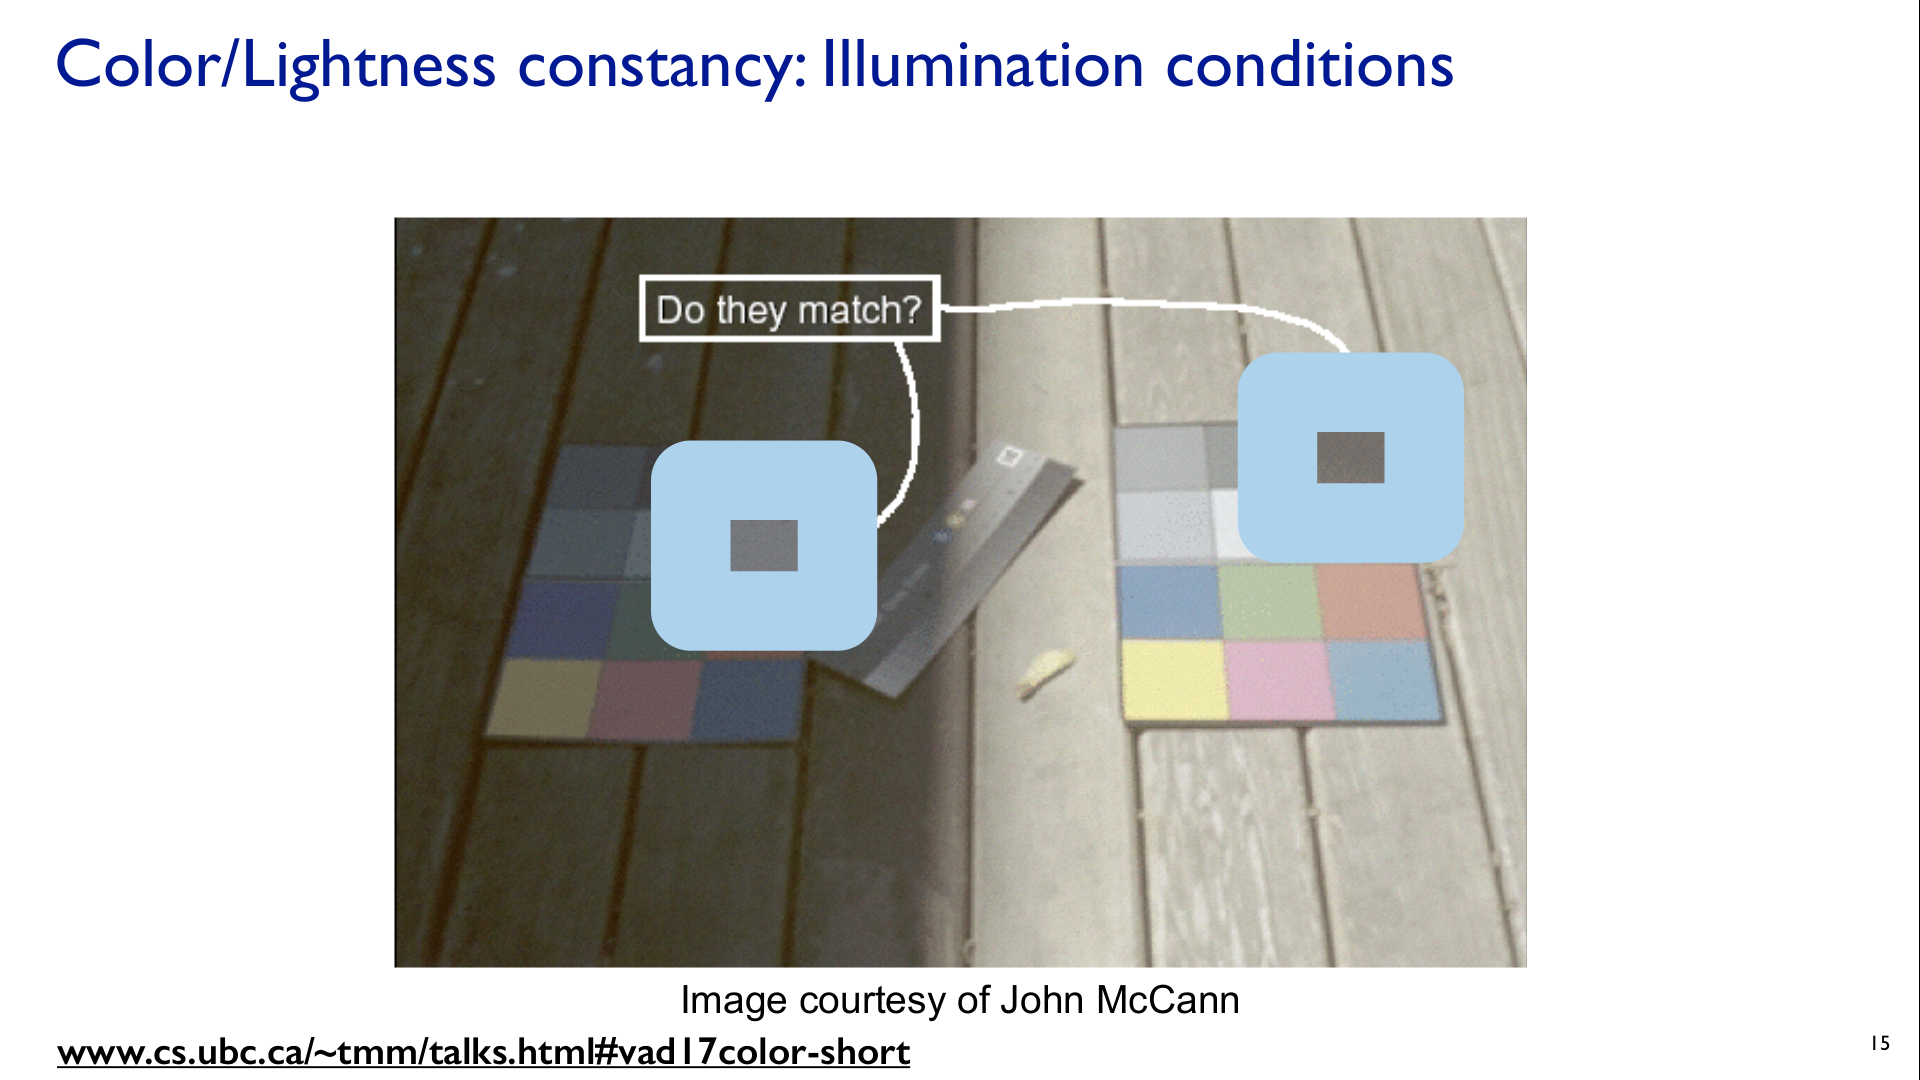 Color/Lightness constancy: Illumination conditions
Do they match?
Image courtesy of John McCann
www.cs.ubc.ca/~tmm/talks.html#vad17color-short
15